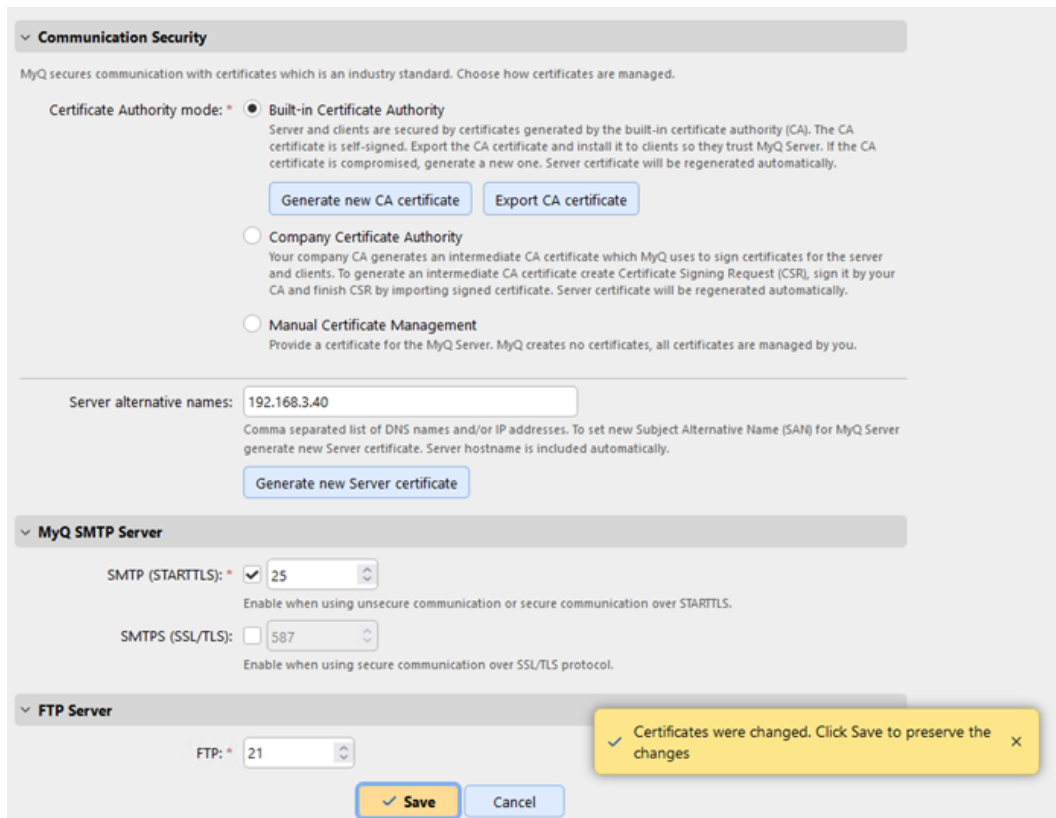 Communication Security
MyQ secures communication with certificates which is an industry standard. Choose how certificates are managed.
Certificate Authority mode: * Built-in Certificate Authority
Server and clients are secured by certificates generated by the built-in certificate authority (CA). The CA
certificate is self-signed. Export the CA certificate and install it to clients so they trust MyQ Server. If the CA
certificate is compromised, generate a new one. Server certificate will be regenerated automatically.
Generate new CA certificate Export CA certificate
Company Certificate Authority
Your company CA generates an intermediate CA certificate which MyQ uses to sign certificates for the server
and clients. To generate an intermediate CA certificate create Certificate Signing Request (CSR), sign it by your
CA and finish CSR by importing signed certificate. Server certificate will be regenerated automatically.
Manual Certificate Management
Provide a certificate for the MyQ Server. MyQ creates no certificates, all certificates are managed by you.
Server alternative names: 192.168.3.40
Comma separated list of DNS names and/or IP addresses. To set new Subject Alternative Name (SAN) for MyQ Server
generate new Server certificate. Server hostname is included automatically.
Generate new Server certificate
MyQ SMTP Server
SMTP (STARTTLS): * 25
Enable when using unsecure communication or secure communication over STARTTLS.
SMTPS (SSL/TLS): 587
Enable when using secure communication over SSL/TLS protocol.
FTP Server
FTP: * 21
Certificates were changed. Click Save to preserve the
changes
Save Cancel